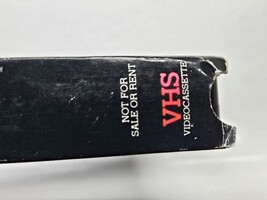 NOT FOR
SALE OR RENT
VHS
VIDEOCASSETTE